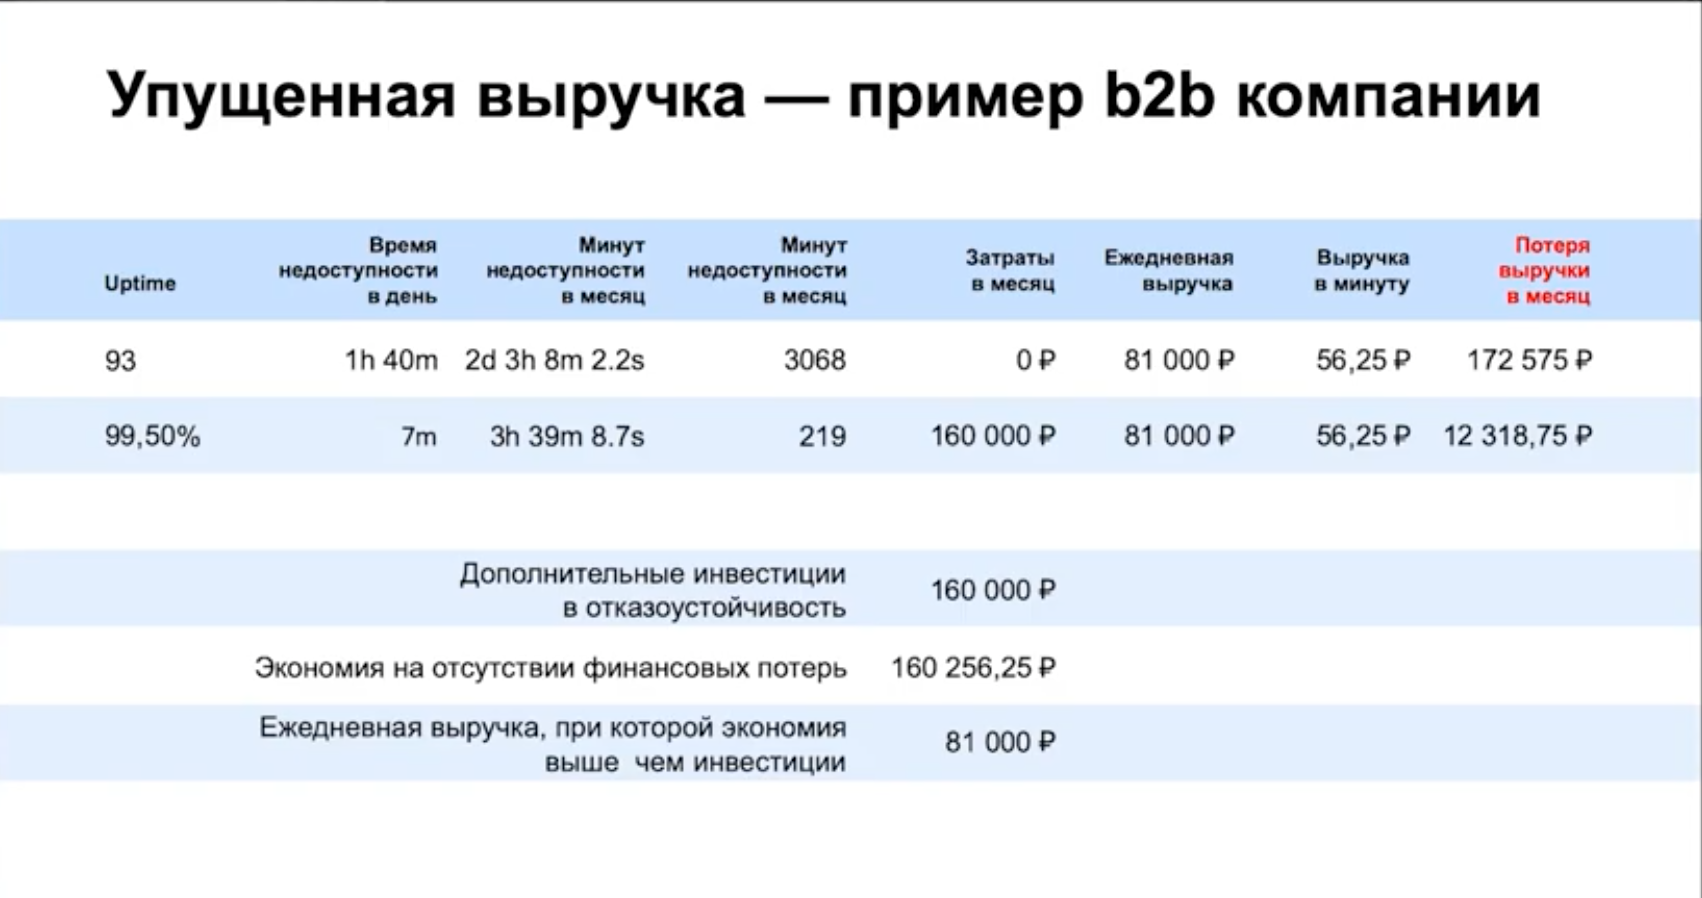 Упущенная выручка — пример b2b компании
Uptime
Время
недоступности
в день
Минут
недоступности
в месяц
Минут
недоступности
в месяц
Затраты
в месяц
Ежедневная
выручка
Выручка
в минуту
Потеря
выручки
в месяц
93 1h 40m 2d 3h 8m 2.2s 3068 0 ₽ 81 000 ₽ 56,25 ₽ 172 575 ₽
99,50% 7m 3h 39m 8.7s 219 160 000 ₽ 81 000 ₽ 56,25 ₽ 12 318,75 ₽
Дополнительные инвестиции
в отказоустойчивость
160 000 ₽
Экономия на отсутствии финансовых потерь 160 256,25 ₽
Ежедневная выручка, при которой экономия
выше чем инвестиции
81 000 ₽